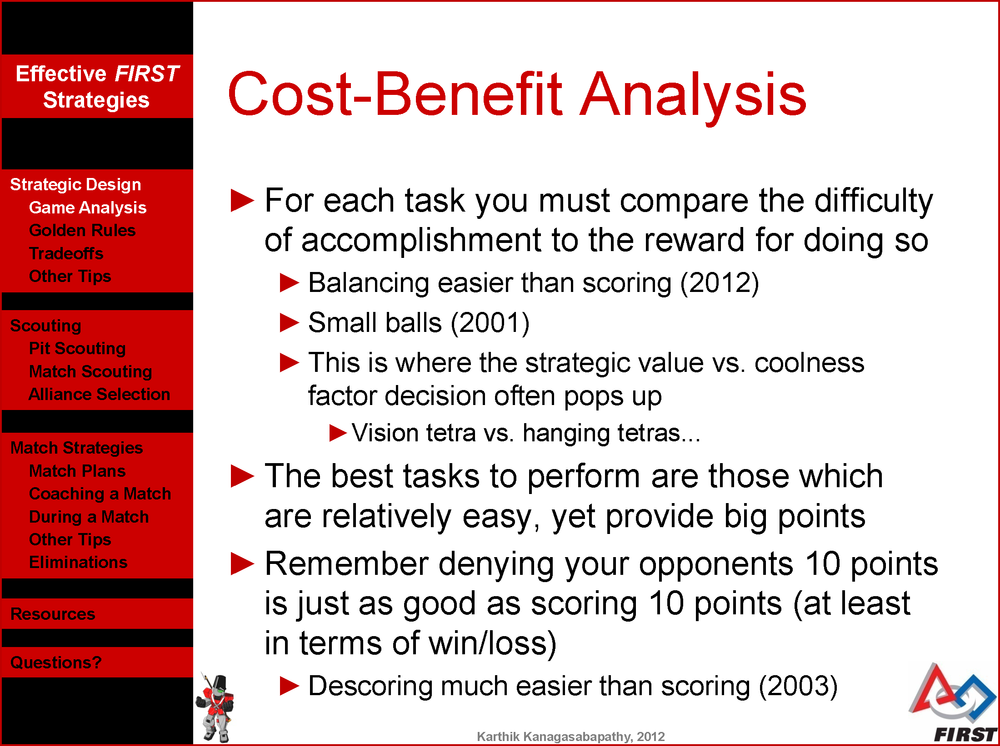 Effective FIRST
Strategies
Strategic Design
Game Analysis
Golden Rules
Tradeoffs
Other Tips
Scouting
Pit Scouting
Match Scouting
Alliance Selection
Match Strategies
Match Plans
Coaching a Match
During a Match
Other Tips
Eliminations
Resources
Questions?
Cost-Benefit Analysis
► For each task you must compare the difficulty
of accomplishment to the reward for doing so
► Balancing easier than scoring (2012)
► Small balls (2001)
► This is where the strategic value vs. coolness
factor decision often pops up
► Vision tetra vs. hanging tetras...
► The best tasks to perform are those which
are relatively easy, yet provide big points
► Remember denying your opponents 10 points
is just as good as scoring 10 points (at least
in terms of win/loss)
► Descoring much easier than scoring (2003)
Karthik Kanagasabapathy, 2012
FIRST